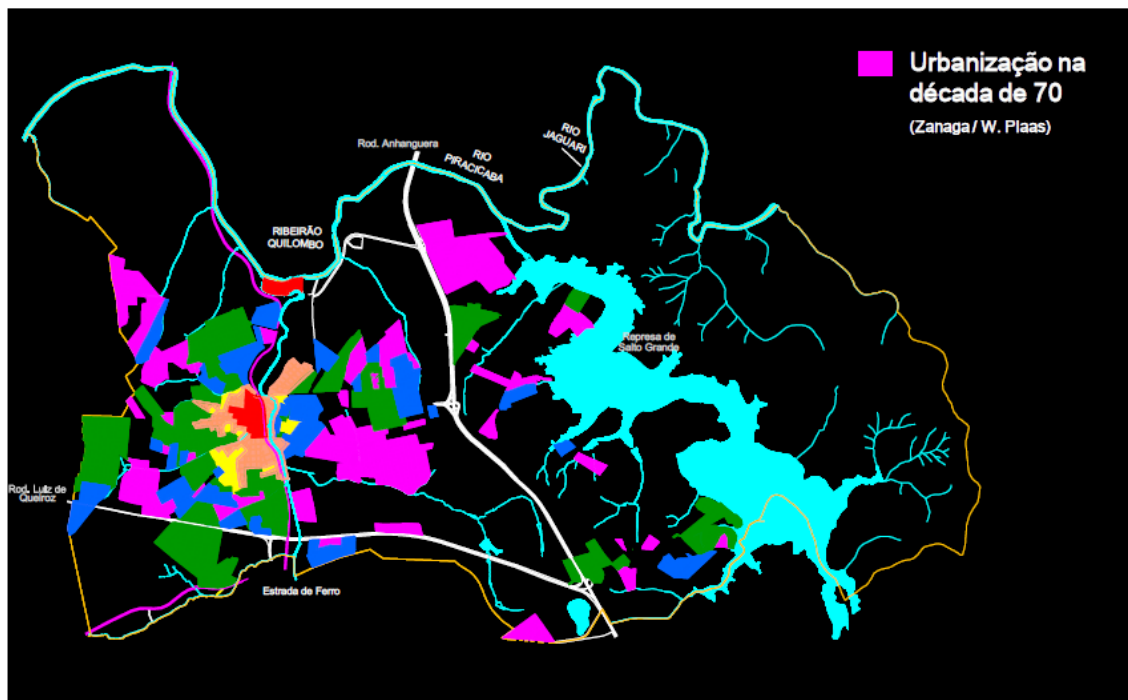 Urbanização na
década de 70
(Zanaga / W. Plaas)
Rod. Anhanguera
RIO
JAGUARI
RIO
PIRACICABA
RIBEIRÃO
QUILOMBO
Represa de
Salto Grande
Rod. Luiz de
Queiroz
Estrada de Ferro